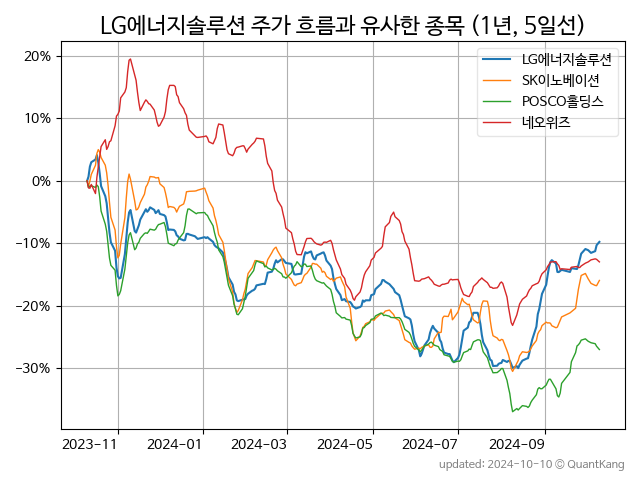 LG에너지솔루션 주가 흐름과 유사한 종목 (1년, 5일선)
LG에너지솔루션
SK이노베이션
POSCO홀딩스
네오위즈
20%
10%
0%
−10%
−20%
−30%
2023-11
2024-01
2024-03
2024-05
2024-07
2024-09
updated: 2024-10-10 © QuantKang